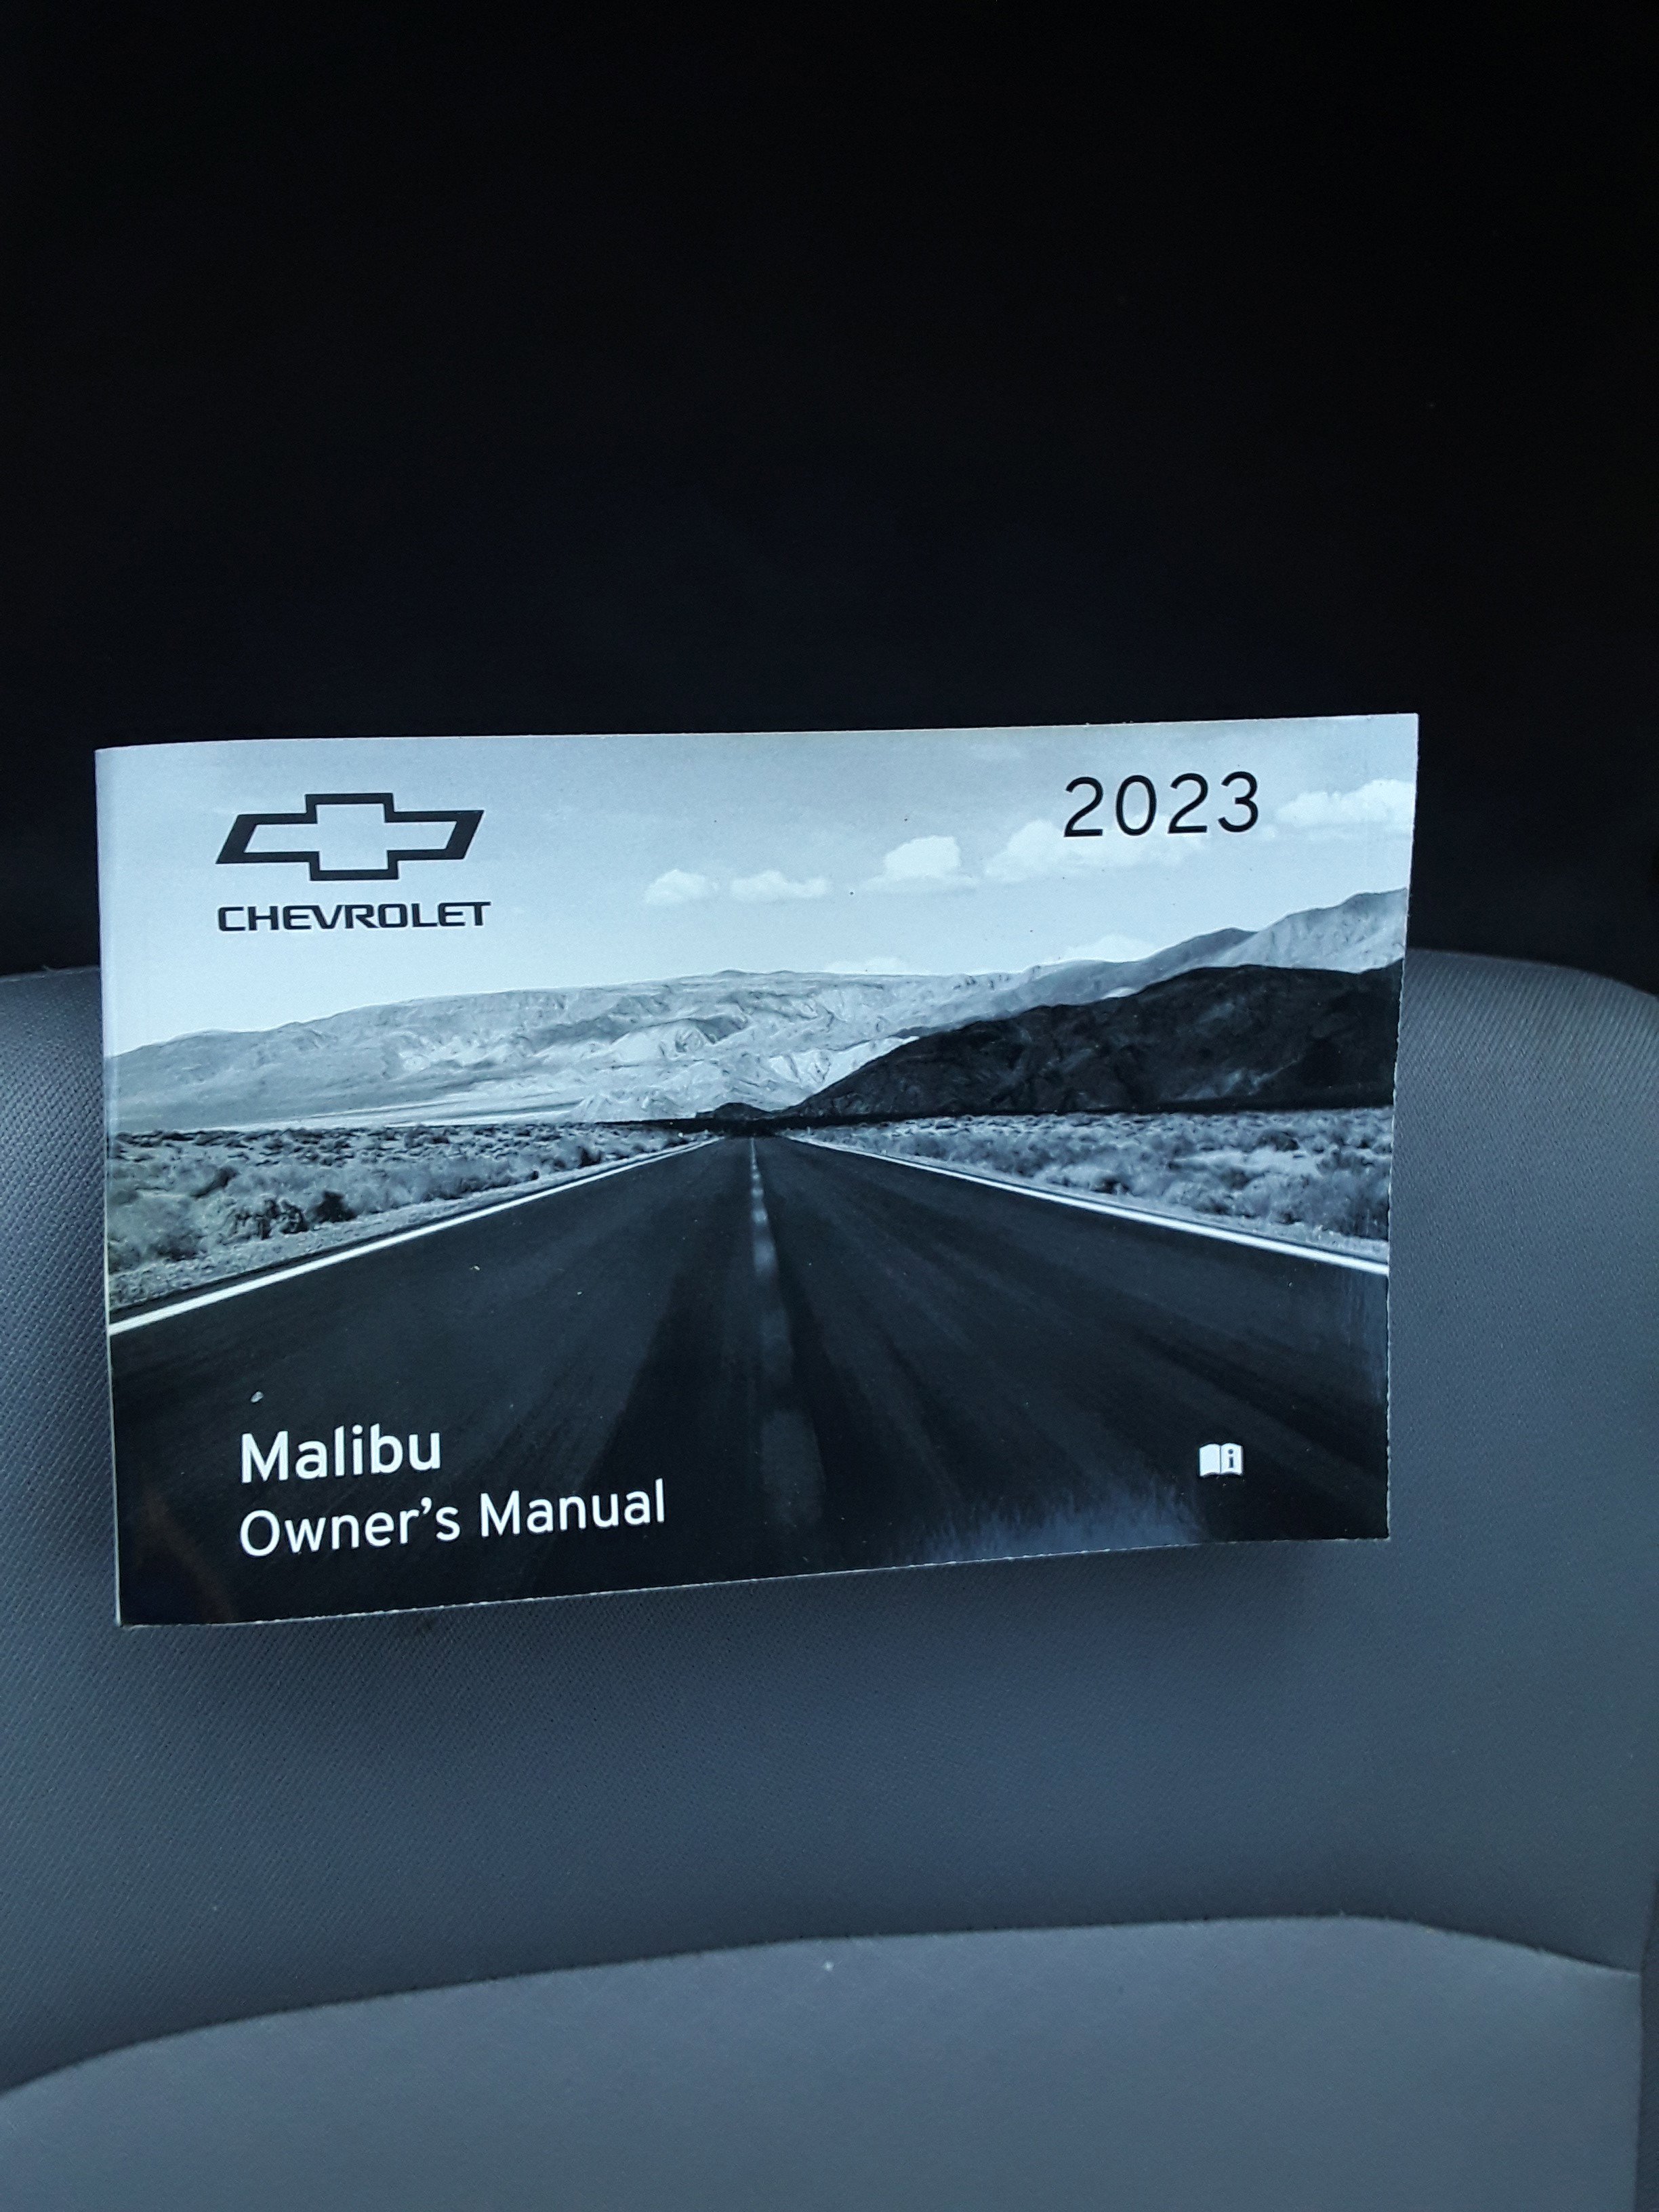 2023
CHEVROLET
Malibu
Owner's Manual